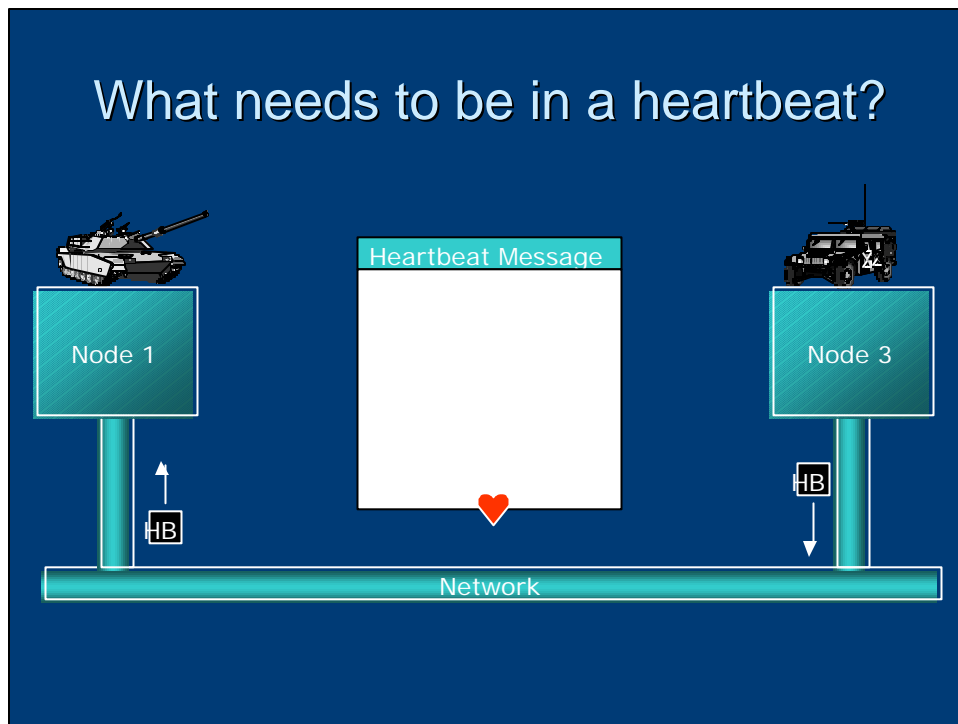 What needs to be in a heartbeat?
Heartbeat Message
Node 1
Node 3
HB
HB
Network